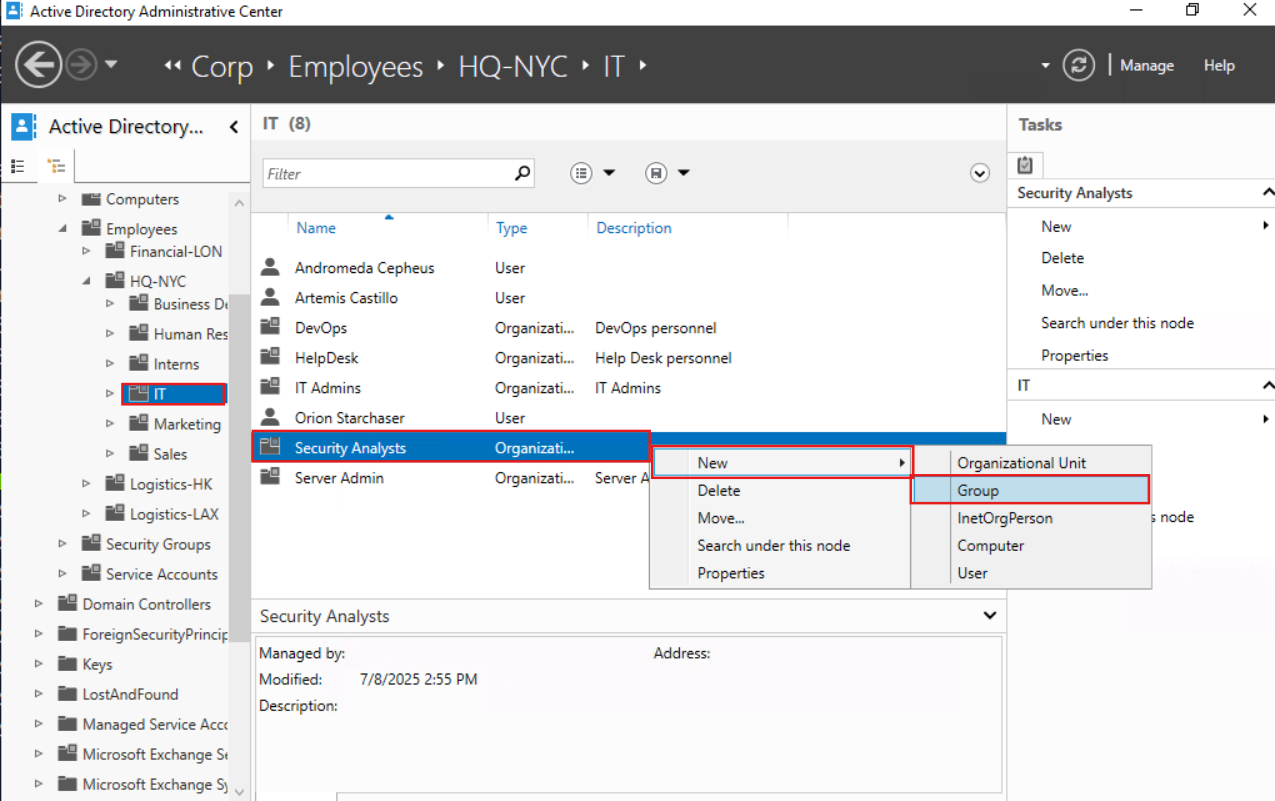 Active Directory Administrative Center
Corp Employees HQ-NYC IT
Manage Help
Active Directory...
Computers
Employees
Financial-LON
HQ-NYC
Business De
Human Res
Interns
IT
Marketing
Sales
Logistics-HK
Logistics-LAX
Security Groups
Service Accounts
Domain Controllers
ForeignSecurityPrincip
Keys
LostAndFound
Managed Service Acc
Microsoft Exchange Se
Microsoft Exchange Sy
IT (8)
Filter
Name Type Description
Andromeda Cepheus User
Artemis Castillo User
DevOps Organizati... DevOps personnel
HelpDesk Organizati... Help Desk personnel
IT Admins Organizati... IT Admins
Orion Starchaser User
Security Analysts Organizati...
Server Admin Organizati... Server A
New
Delete
Move...
Search under this node
Properties
Organizational Unit
Group
InetOrgPerson
Computer
User
Security Analysts
Managed by: Address:
Modified: 7/8/2025 2:55 PM
Description:
Tasks
Security Analysts
New
Delete
Move...
Search under this node
Properties
IT
New
s node